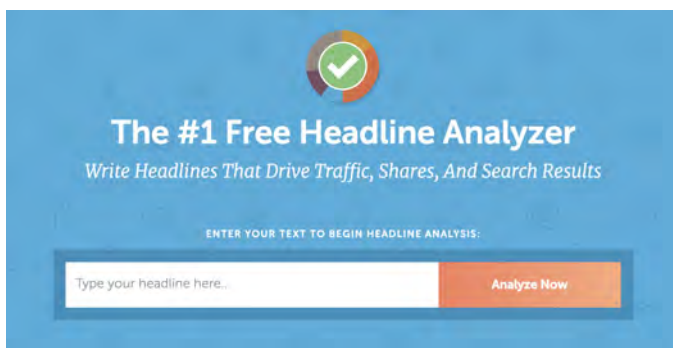 The #1 Free Headline Analyzer
Write Headlines That Drive Traffic, Shares, And Search Results
ENTER YOUR TEXT TO BEGIN HEADLINE ANALYSIS:
Type your headline here..
Analyze Now